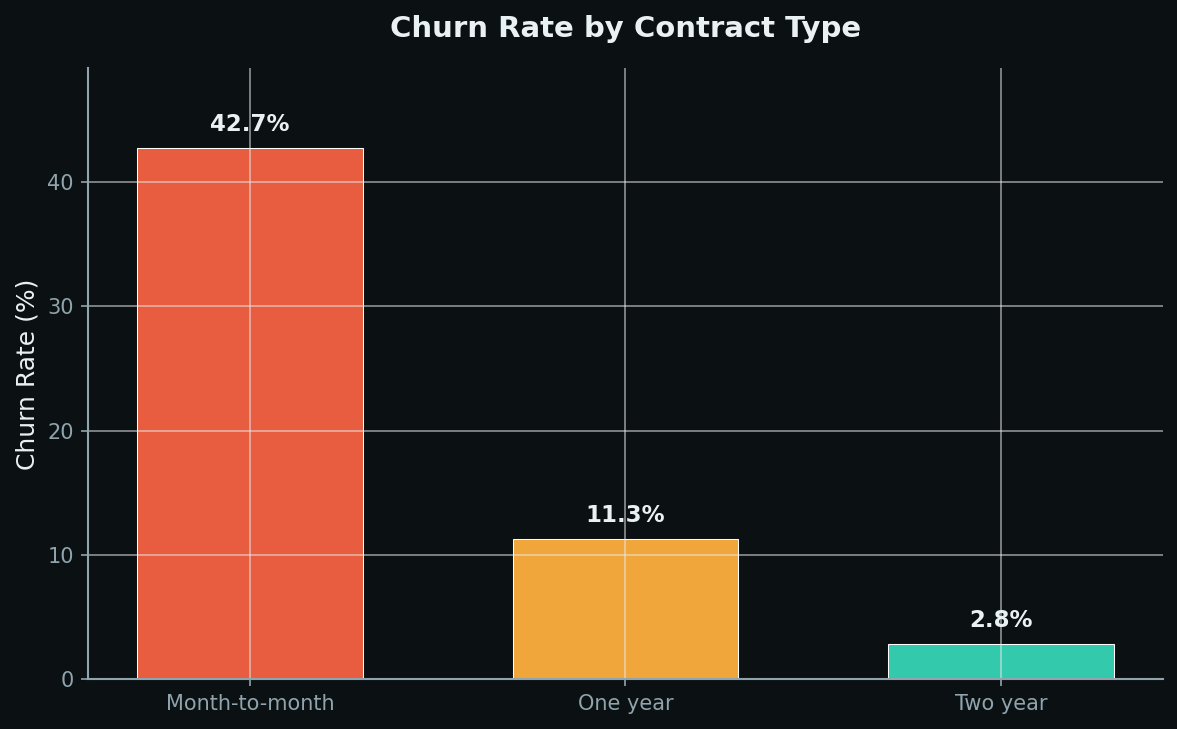 Churn Rate by Contract Type
Churn Rate (%)
40
30
20
10
0
42.7%
11.3%
2.8%
Month-to-month
One year
Two year